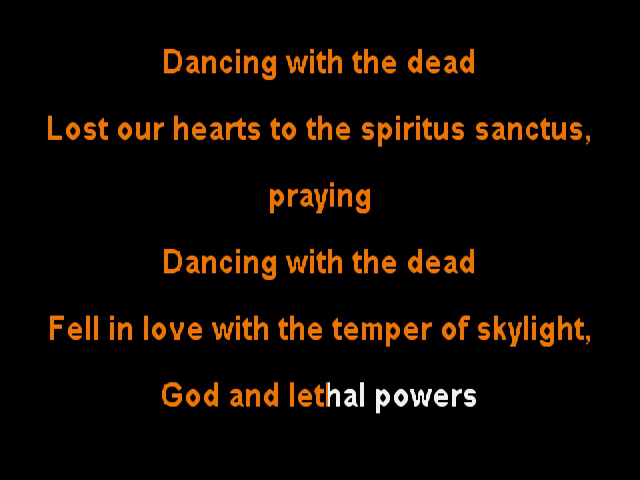 Dancing with the dead
Lost our hearts to the spiritus sanctus,
praying
Dancing with the dead
Fell in love with the temper of skylight,
God and lethal powers